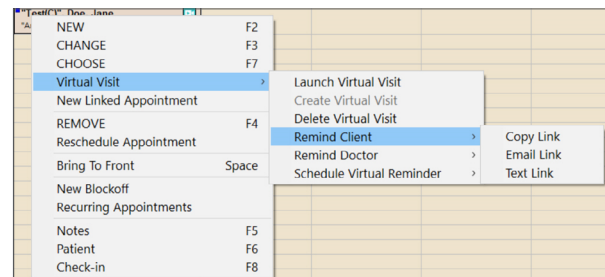 "Test(C)", Doe, Jane
NEW F2
CHANGE F3
CHOOSE F7
Virtual Visit
New Linked Appointment
REMOVE F4
Reschedule Appointment
Bring To Front Space
New Blockoff
Recurring Appointments
Notes F5
Patient F6
Check-in F8
Launch Virtual Visit
Create Virtual Visit
Delete Virtual Visit
Remind Client
Remind Doctor
Schedule Virtual Reminder
Copy Link
Email Link
Text Link